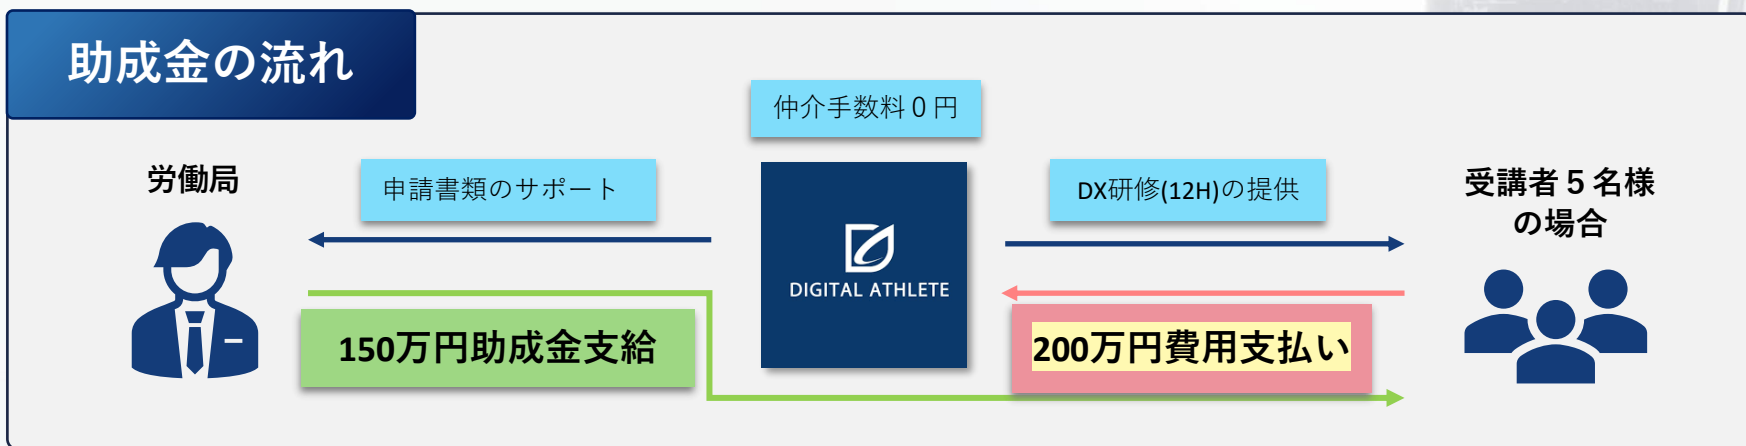 助成金の流れ
仲介手数料０円
労働局
申請書類のサポート
DIGITAL ATHLETE
DX研修(12H)の提供
受講者５名様
の場合
150万円助成金支給
200万円費用支払い